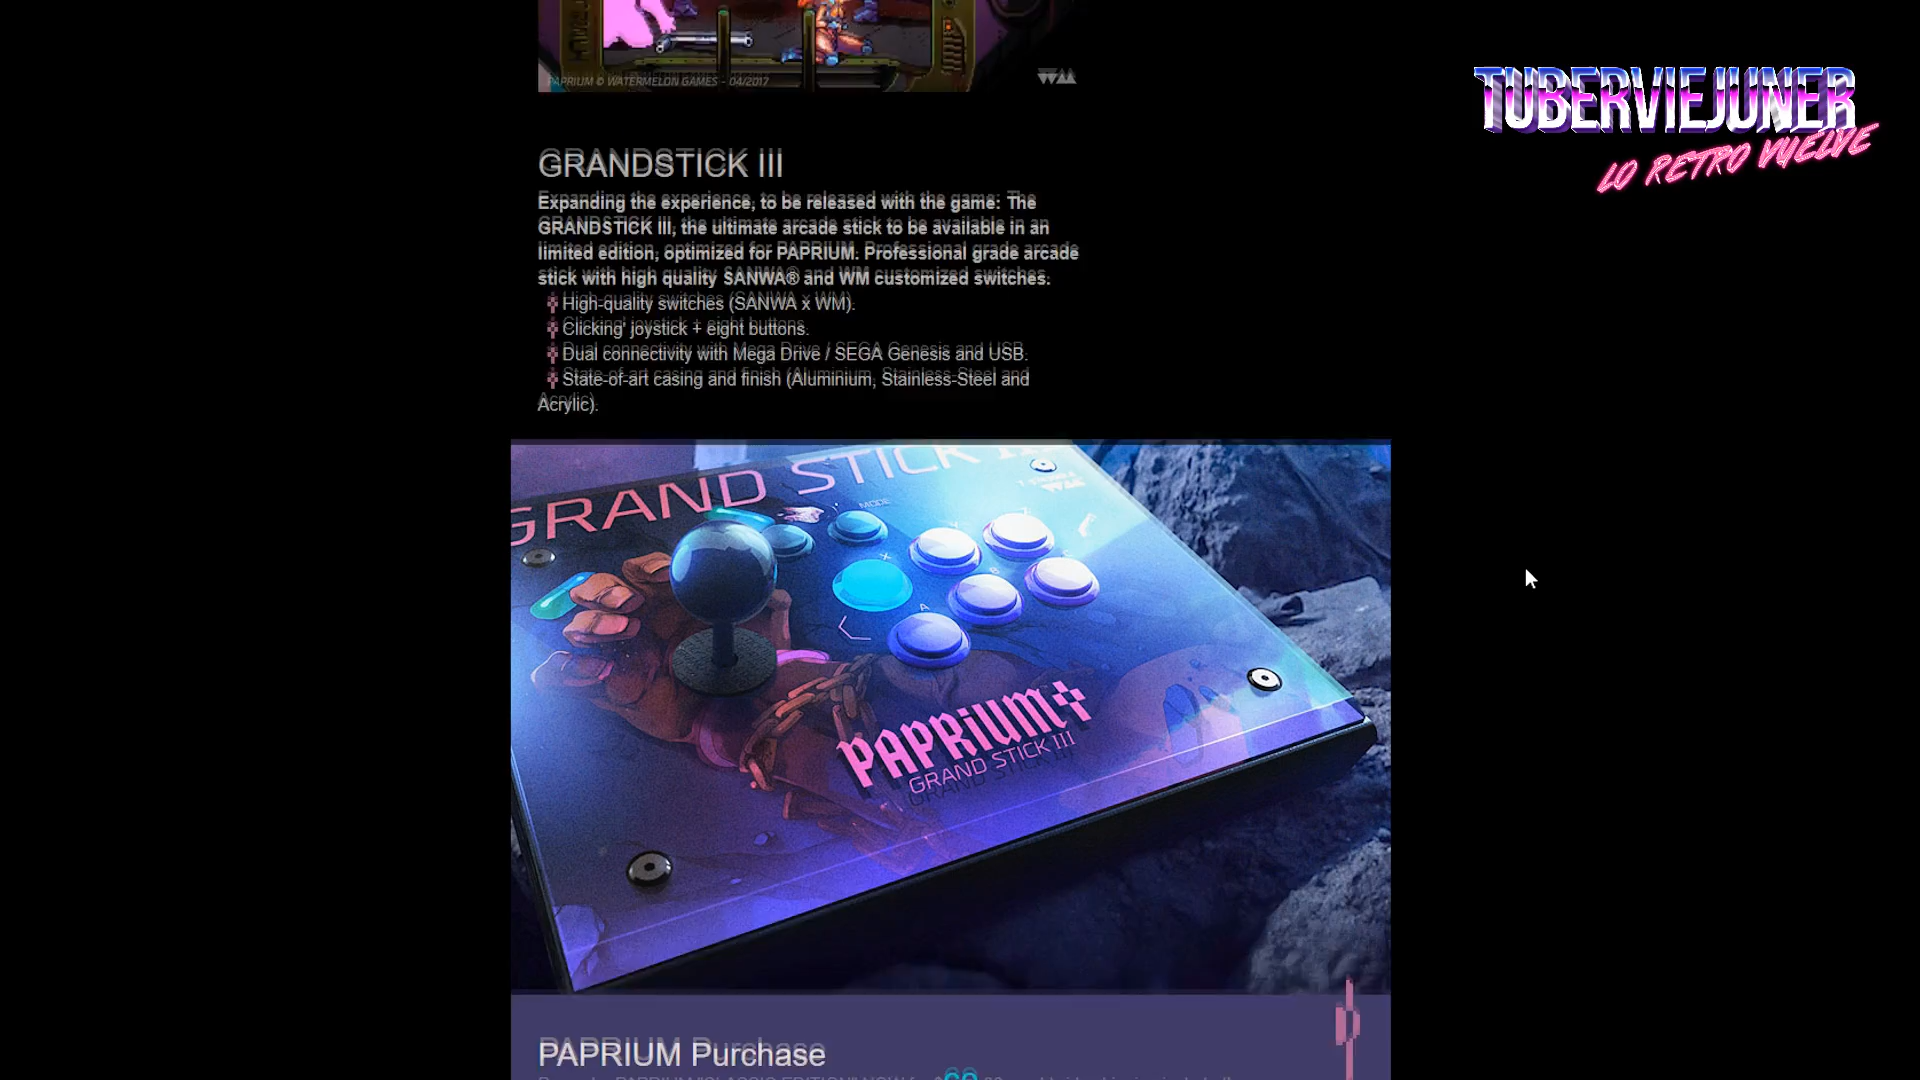 PAPRIUM © WATERMELON GAMES - 04/2017
TUBERVIEJUNER
LO RETRO VUELVE
GRANDSTICK III
Expanding the experience, to be released with the game: The
GRANDSTICK III, the ultimate arcade stick to be available in an
limited edition, optimized for PAPRIUM. Professional grade arcade
stick with high quality SANWA® and WM customized switches.
High-quality switches (SANWA x WM).
Clicking' joystick + eight buttons.
Dual connectivity with Mega Drive / SEGA Genesis and USB.
State-of-art casing and finish (Aluminium, Stainless-Steel and
Acrylic).
GRAND STICK
MODE
X
A
B
PAPRIUM
GRAND STICK III
PAPRIUM Purchase